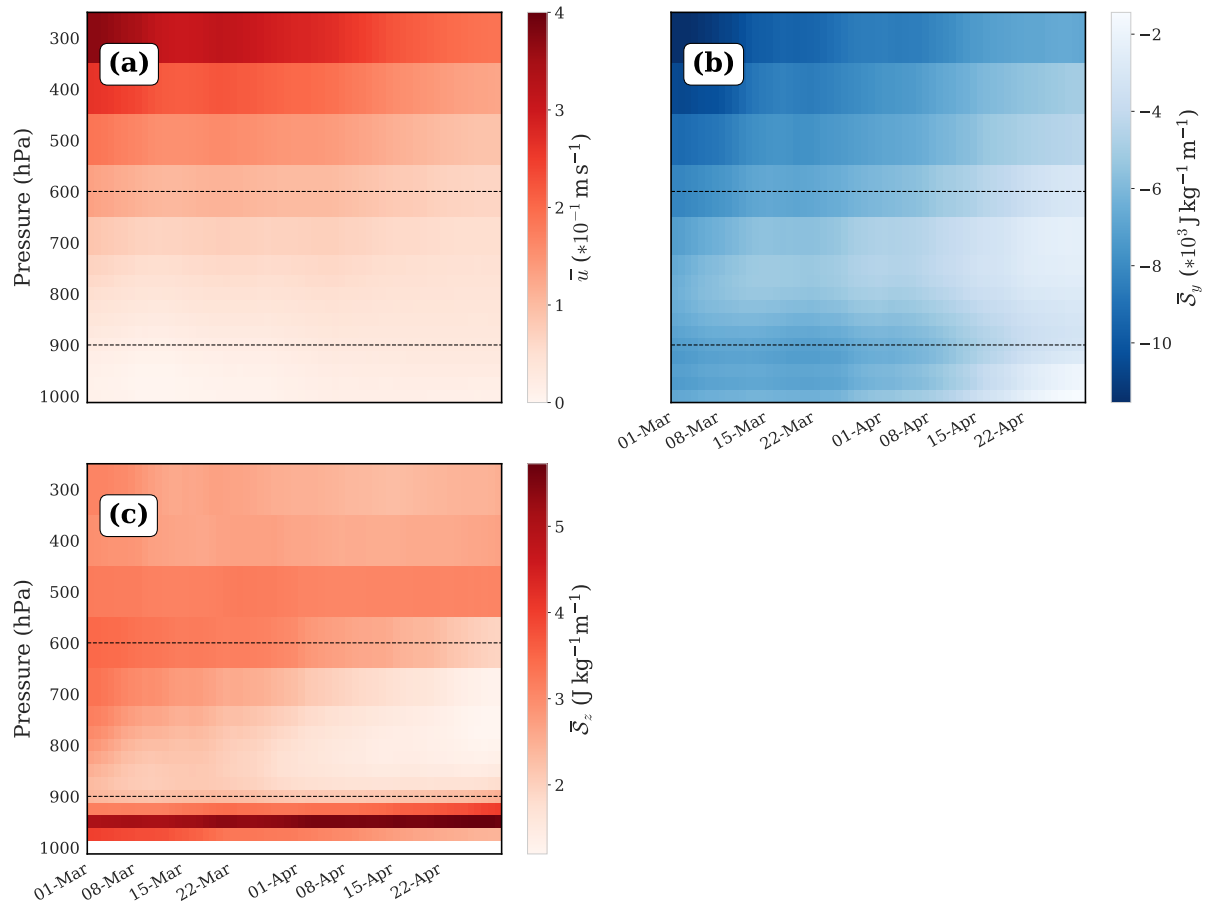 (a)
300
400
500
600
700
800
900
1000
Pressure (hPa)
4
3
2
1
0
u̅ (∗10⁻¹ m s⁻¹)
(b)
01-Mar
08-Mar
15-Mar
22-Mar
01-Apr
08-Apr
15-Apr
22-Apr
−2
−4
−6
−8
−10
𝒮̅_y (∗10³ J kg⁻¹ m⁻¹)
(c)
300
400
500
600
700
800
900
1000
Pressure (hPa)
01-Mar
08-Mar
15-Mar
22-Mar
01-Apr
08-Apr
15-Apr
22-Apr
5
4
3
2
𝒮̅_z (J kg⁻¹m⁻¹)